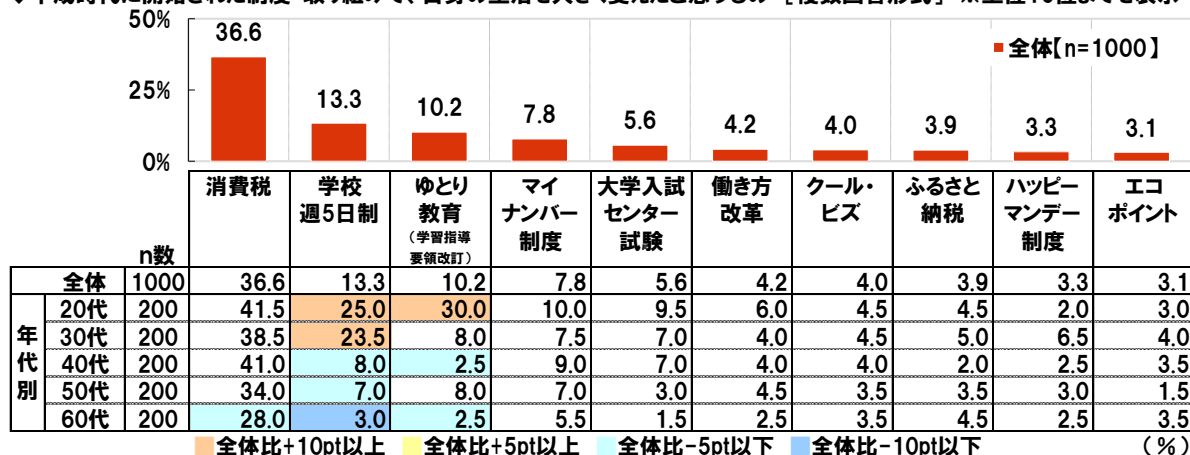 50%
25%
0%
36.6
13.3
10.2
7.8
5.6
4.2
4.0
3.9
3.3
3.1
全体【n=1000】
n数 消費税 学校週5日制 ゆとり教育(学習指導要領改訂) マイナンバー制度 大学入試センター試験 働き方改革 クール・ビズ ふるさと納税 ハッピーマンデー制度 エコポイント
全体 1000 36.6 13.3 10.2 7.8 5.6 4.2 4.0 3.9 3.3 3.1
年代別
20代 200 41.5 25.0 30.0 10.0 9.5 6.0 4.5 4.5 2.0 3.0
30代 200 38.5 23.5 8.0 7.5 7.0 4.0 4.5 5.0 6.5 4.0
40代 200 41.0 8.0 2.5 9.0 7.0 4.0 4.0 2.0 2.5 3.5
50代 200 34.0 7.0 8.0 7.0 3.0 4.5 3.5 3.5 3.0 1.5
60代 200 28.0 3.0 2.5 5.5 1.5 2.5 3.5 4.5 2.5 3.5
全体比+10pt以上 全体比+5pt以上 全体比-5pt以下 全体比-10pt以下 (%)